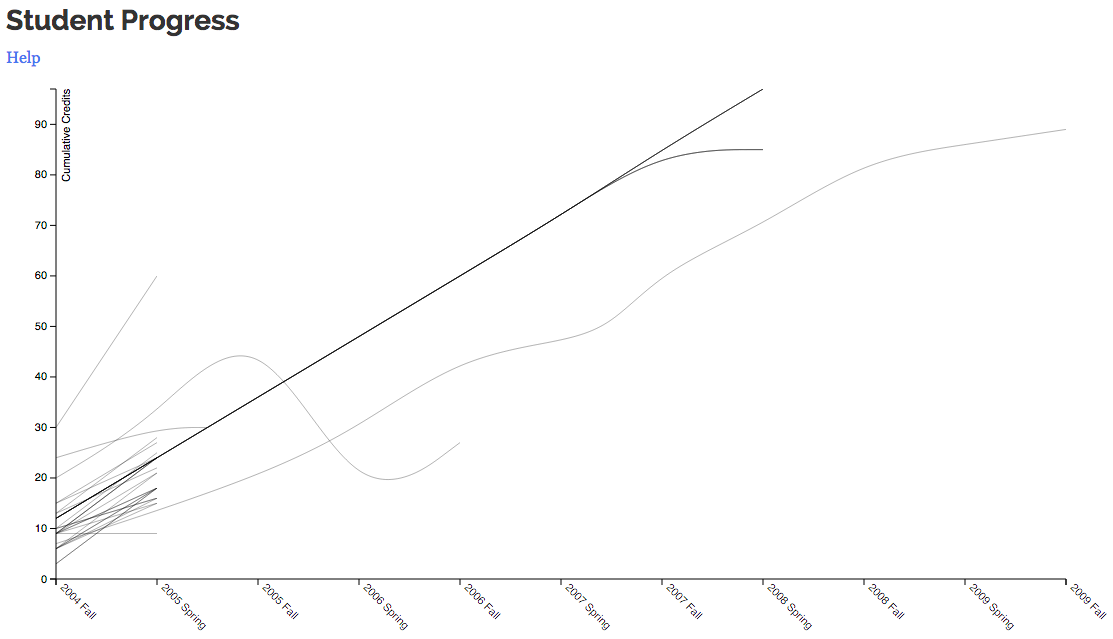 Student Progress
Help
Cumulative Credits
90
80
70
60
50
40
30
20
10
0
2004 Fall
2005 Spring
2005 Fall
2006 Spring
2006 Fall
2007 Spring
2007 Fall
2008 Spring
2008 Fall
2009 Spring
2009 Fall